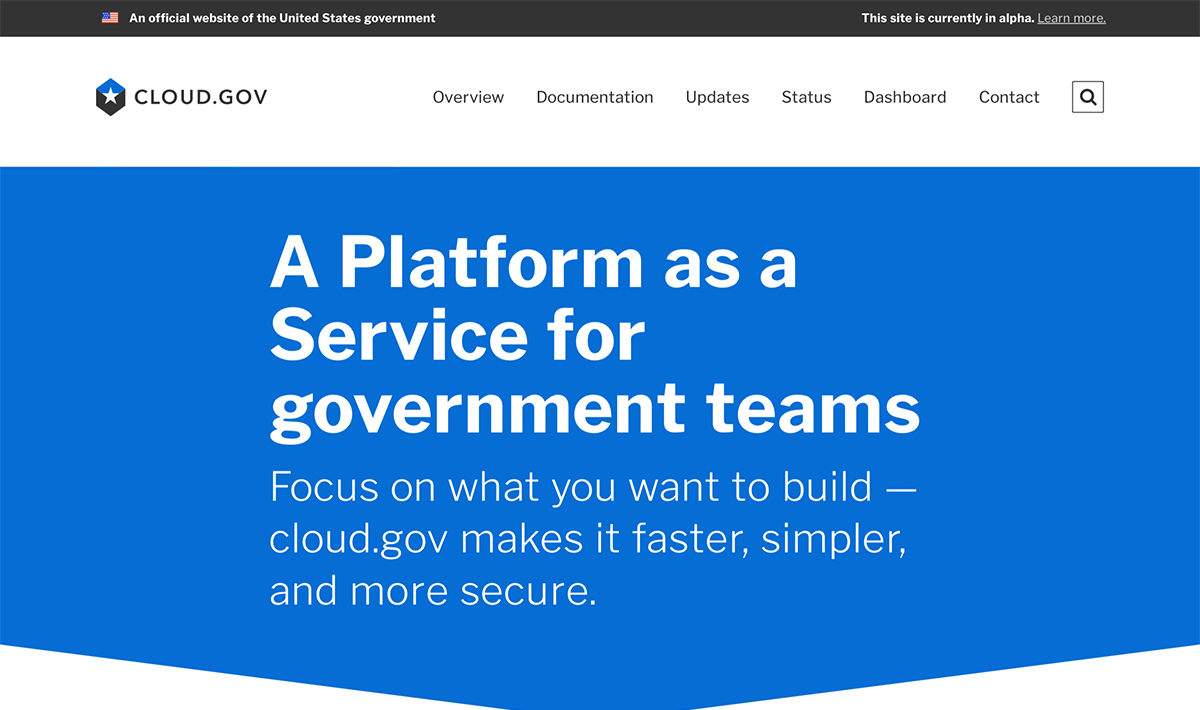 An official website of the United States government
This site is currently in alpha. Learn more.
CLOUD.GOV
Overview
Documentation
Updates
Status
Dashboard
Contact
A Platform as a
Service for
government teams
Focus on what you want to build —
cloud.gov makes it faster, simpler,
and more secure.